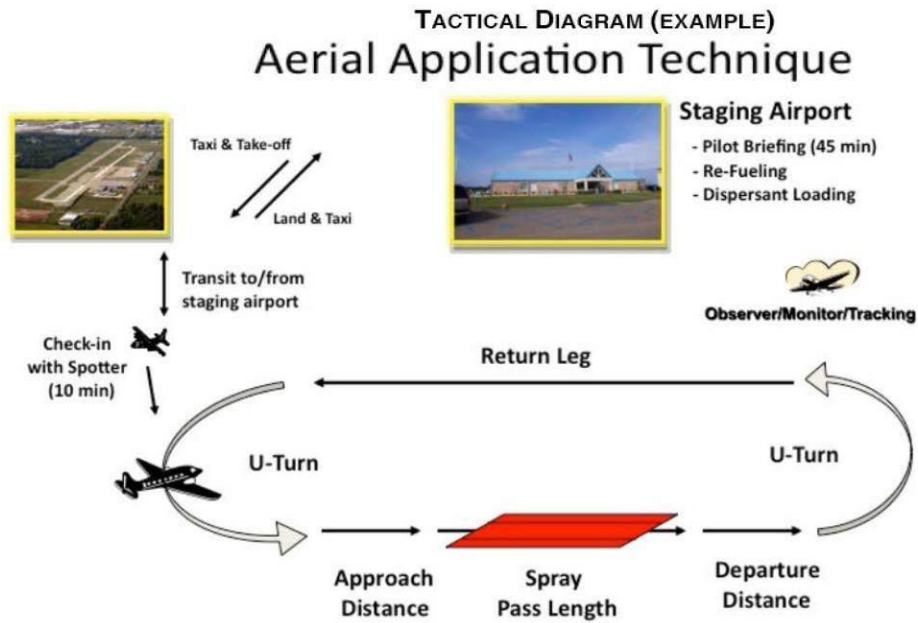 TACTICAL DIAGRAM (EXAMPLE)
Aerial Application Technique
Taxi & Take-off
Land & Taxi
Staging Airport
- Pilot Briefing (45 min)
- Re-Fueling
- Dispersant Loading
Transit to/from
staging airport
Observer/Monitor/Tracking
Check-in
with Spotter
(10 min)
Return Leg
U-Turn
U-Turn
Approach
Distance
Spray
Pass Length
Departure
Distance